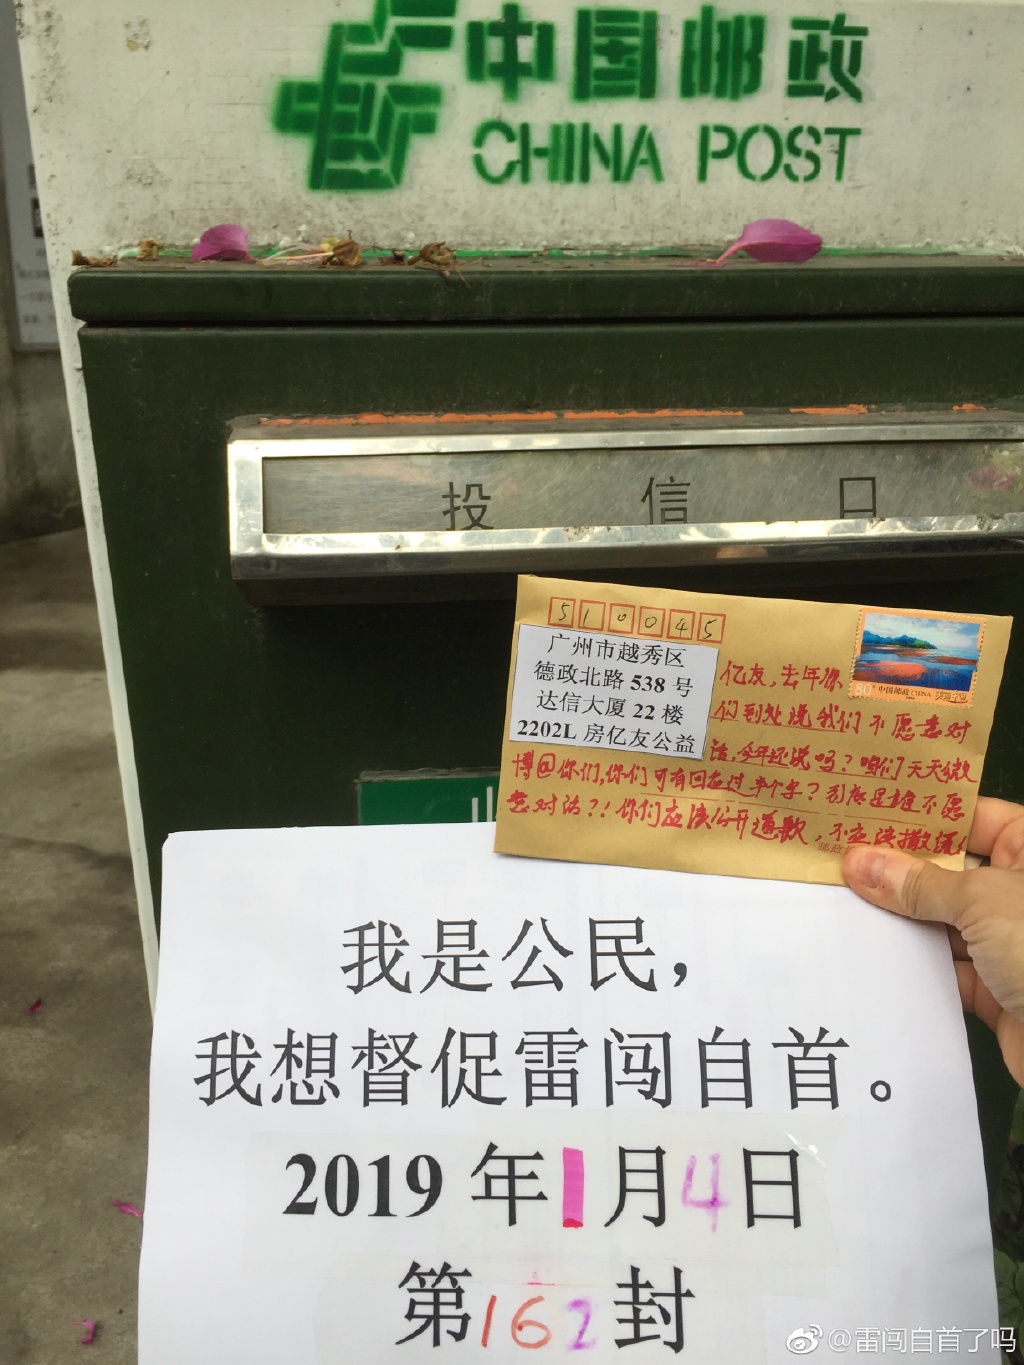 中国邮政
CHINA POST
投信口
510045
广州市越秀区
德政北路 538 号
达信大厦 22 楼
2202L 房亿友公益
80分 中国邮政 CHINA
亿友,去年你
们到处说我们不愿意对
话,今年还说吗?咱们天天微
博@你们,你们可有回应过半个字?到底是谁不愿
意对话?!你们应该公开道歉,不应该撒谎!
我是公民,
我想督促雷闯自首。
2019 年1月4日
第162封
@雷闯自首了吗